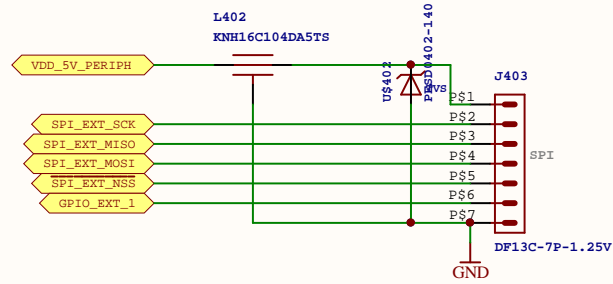 L402
KNH16C104DA5TS
VDD_5V_PERIPH
U$402
PESD0402-140
TVS
J403
P$1
SPI_EXT_SCK
P$2
SPI_EXT_MISO
P$3
SPI
SPI_EXT_MOSI
P$4
SPI_EXT_NSS
P$5
GPIO_EXT_1
P$6
P$7
DF13C-7P-1.25V
GND